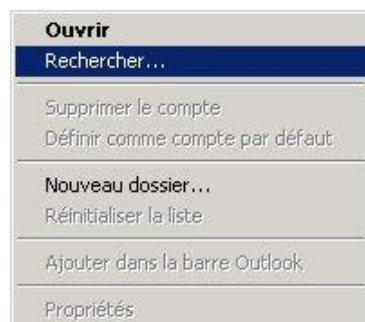 Ouvrir
Rechercher...
Supprimer le compte
Définir comme compte par défaut
Nouveau dossier...
Réinitialiser la liste
Ajouter dans la barre Outlook
Propriétés